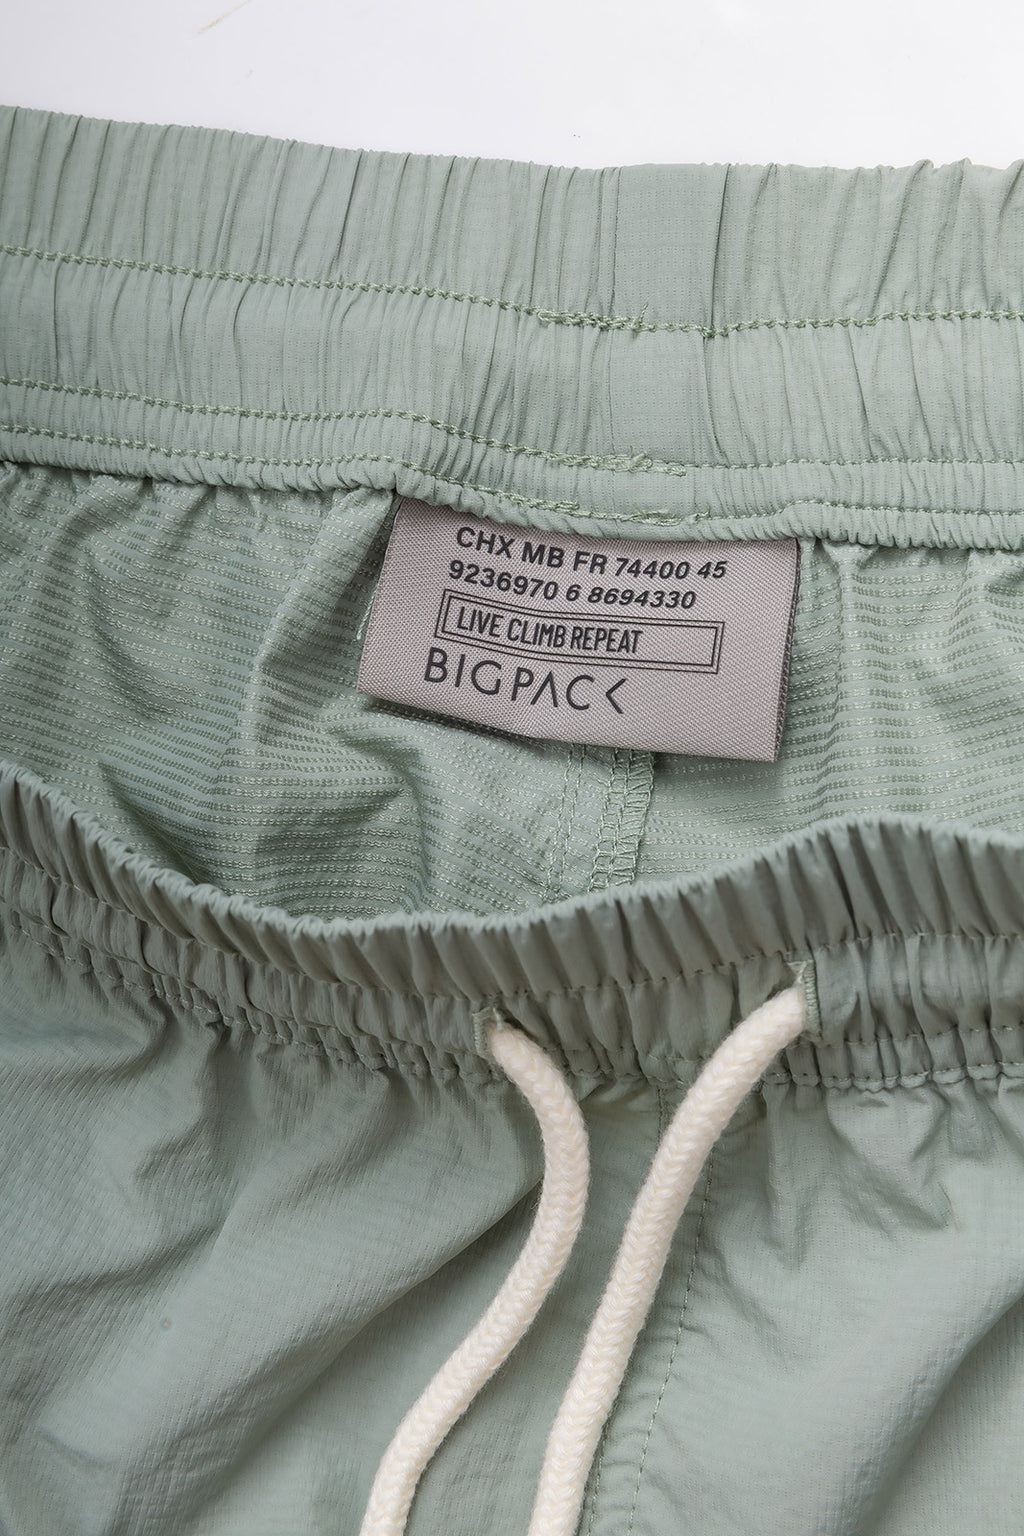 CHX MB FR 74400 45
9236970 6 8694330
LIVE CLIMB REPEAT
BIGPACK